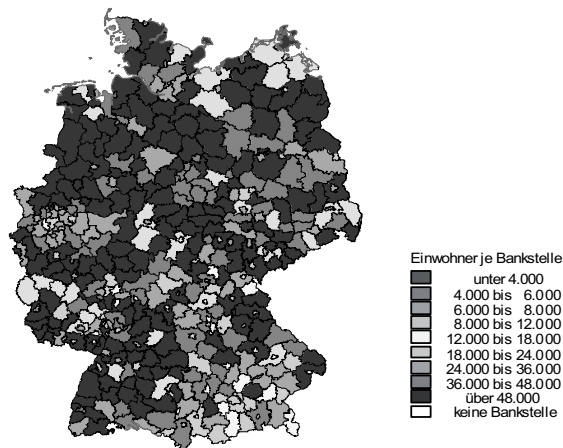 Einwohner je Bankstelle
unter 4.000
4.000 bis 6.000
6.000 bis 8.000
8.000 bis 12.000
12.000 bis 18.000
18.000 bis 24.000
24.000 bis 36.000
36.000 bis 48.000
über 48.000
keine Bankstelle